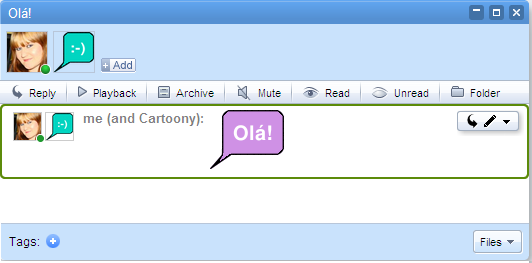 Olá!
:-)
Add
Reply Playback Archive Mute Read Unread Folder
:-)
me (and Cartoony):
Olá!
Tags:
Files